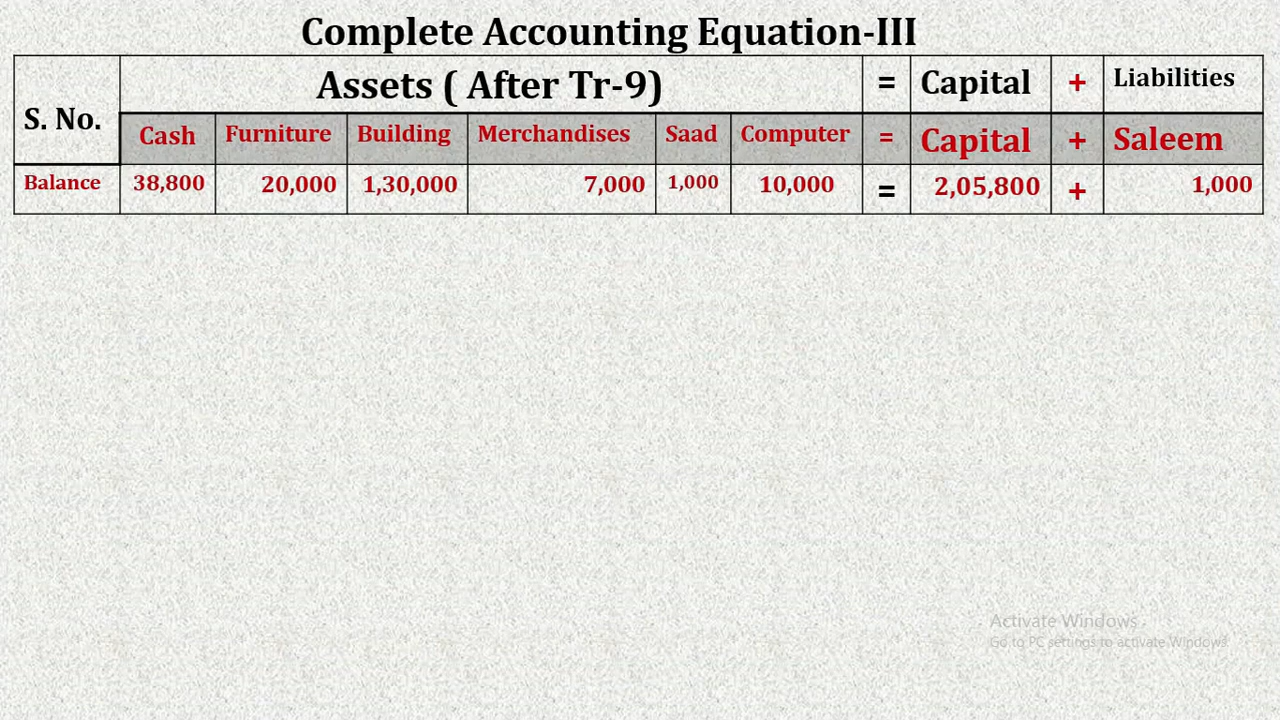 Complete Accounting Equation-III
S. No. Assets ( After Tr-9) = Capital + Liabilities
Cash Furniture Building Merchandises Saad Computer = Capital + Saleem
Balance 38,800 20,000 1,30,000 7,000 1,000 10,000 = 2,05,800 + 1,000
Activate Windows
Go to PC settings to activate Windows.